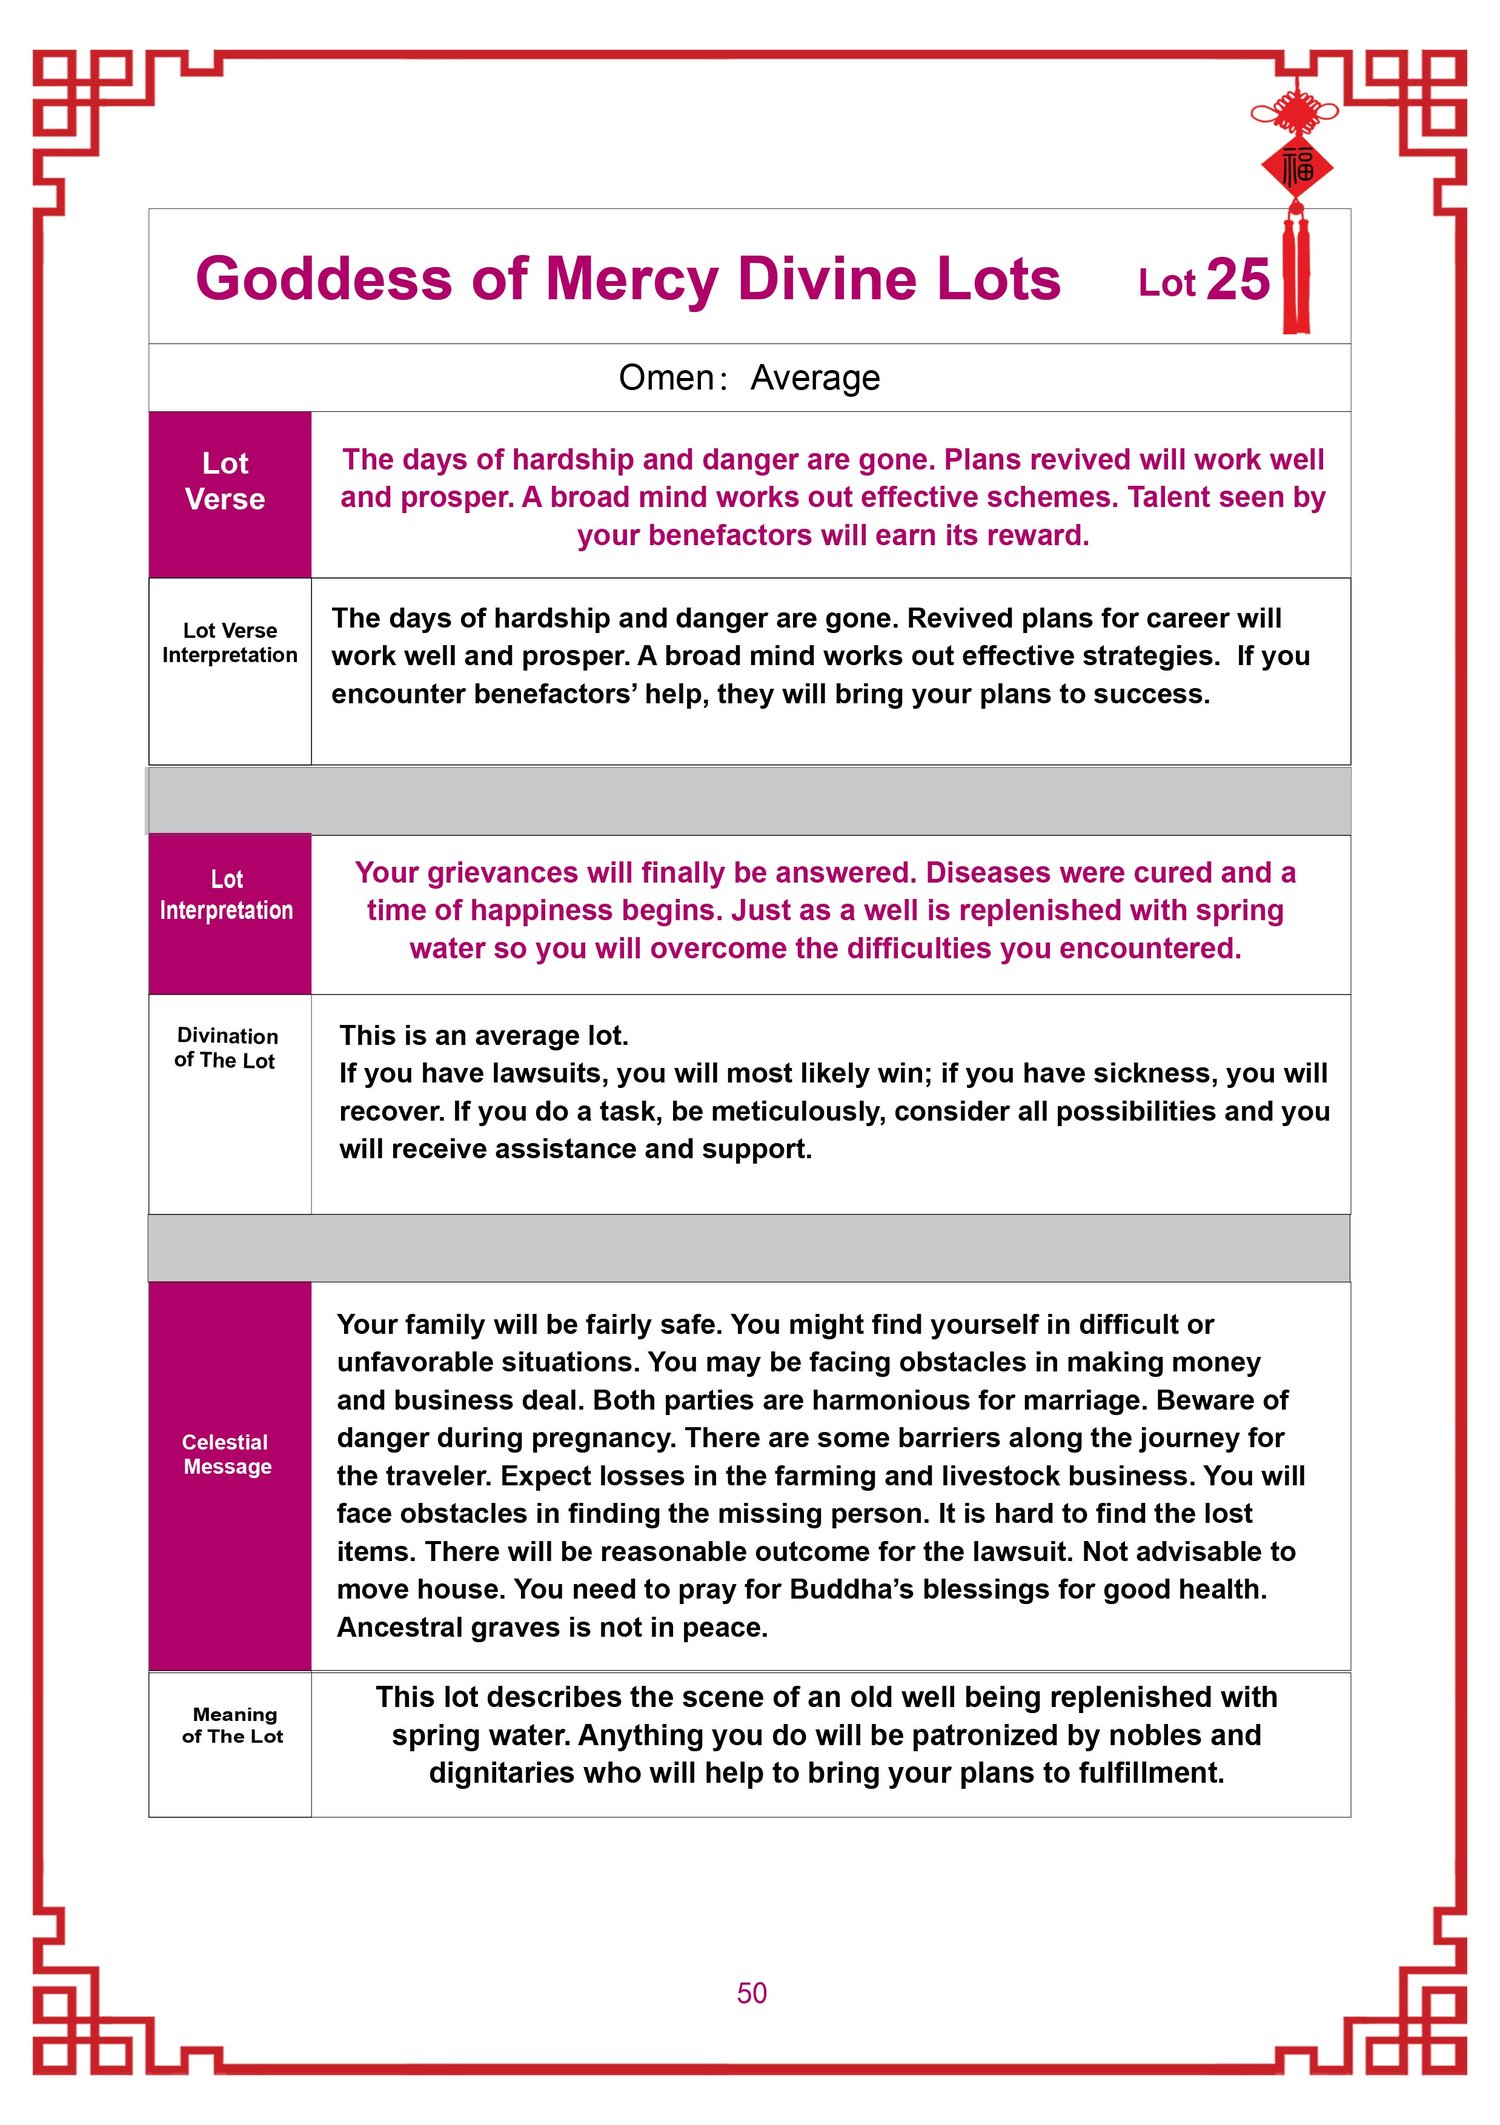 福
Goddess of Mercy Divine Lots Lot 25
Omen： Average
Lot
Verse
The days of hardship and danger are gone. Plans revived will work well
and prosper. A broad mind works out effective schemes. Talent seen by
your benefactors will earn its reward.
Lot Verse
Interpretation
The days of hardship and danger are gone. Revived plans for career will
work well and prosper. A broad mind works out effective strategies.  If you
encounter benefactors’ help, they will bring your plans to success.
Lot
Interpretation
Your grievances will finally be answered. Diseases were cured and a
time of happiness begins. Just as a well is replenished with spring
water so you will overcome the difficulties you encountered.
Divination
of The Lot
This is an average lot.
If you have lawsuits, you will most likely win; if you have sickness, you will
recover. If you do a task, be meticulously, consider all possibilities and you
will receive assistance and support.
Celestial
Message
Your family will be fairly safe. You might find yourself in difficult or
unfavorable situations. You may be facing obstacles in making money
and business deal. Both parties are harmonious for marriage. Beware of
danger during pregnancy. There are some barriers along the journey for
the traveler. Expect losses in the farming and livestock business. You will
face obstacles in finding the missing person. It is hard to find the lost
items. There will be reasonable outcome for the lawsuit. Not advisable to
move house. You need to pray for Buddha’s blessings for good health.
Ancestral graves is not in peace.
Meaning
of The Lot
This lot describes the scene of an old well being replenished with
spring water. Anything you do will be patronized by nobles and
dignitaries who will help to bring your plans to fulfillment.
50